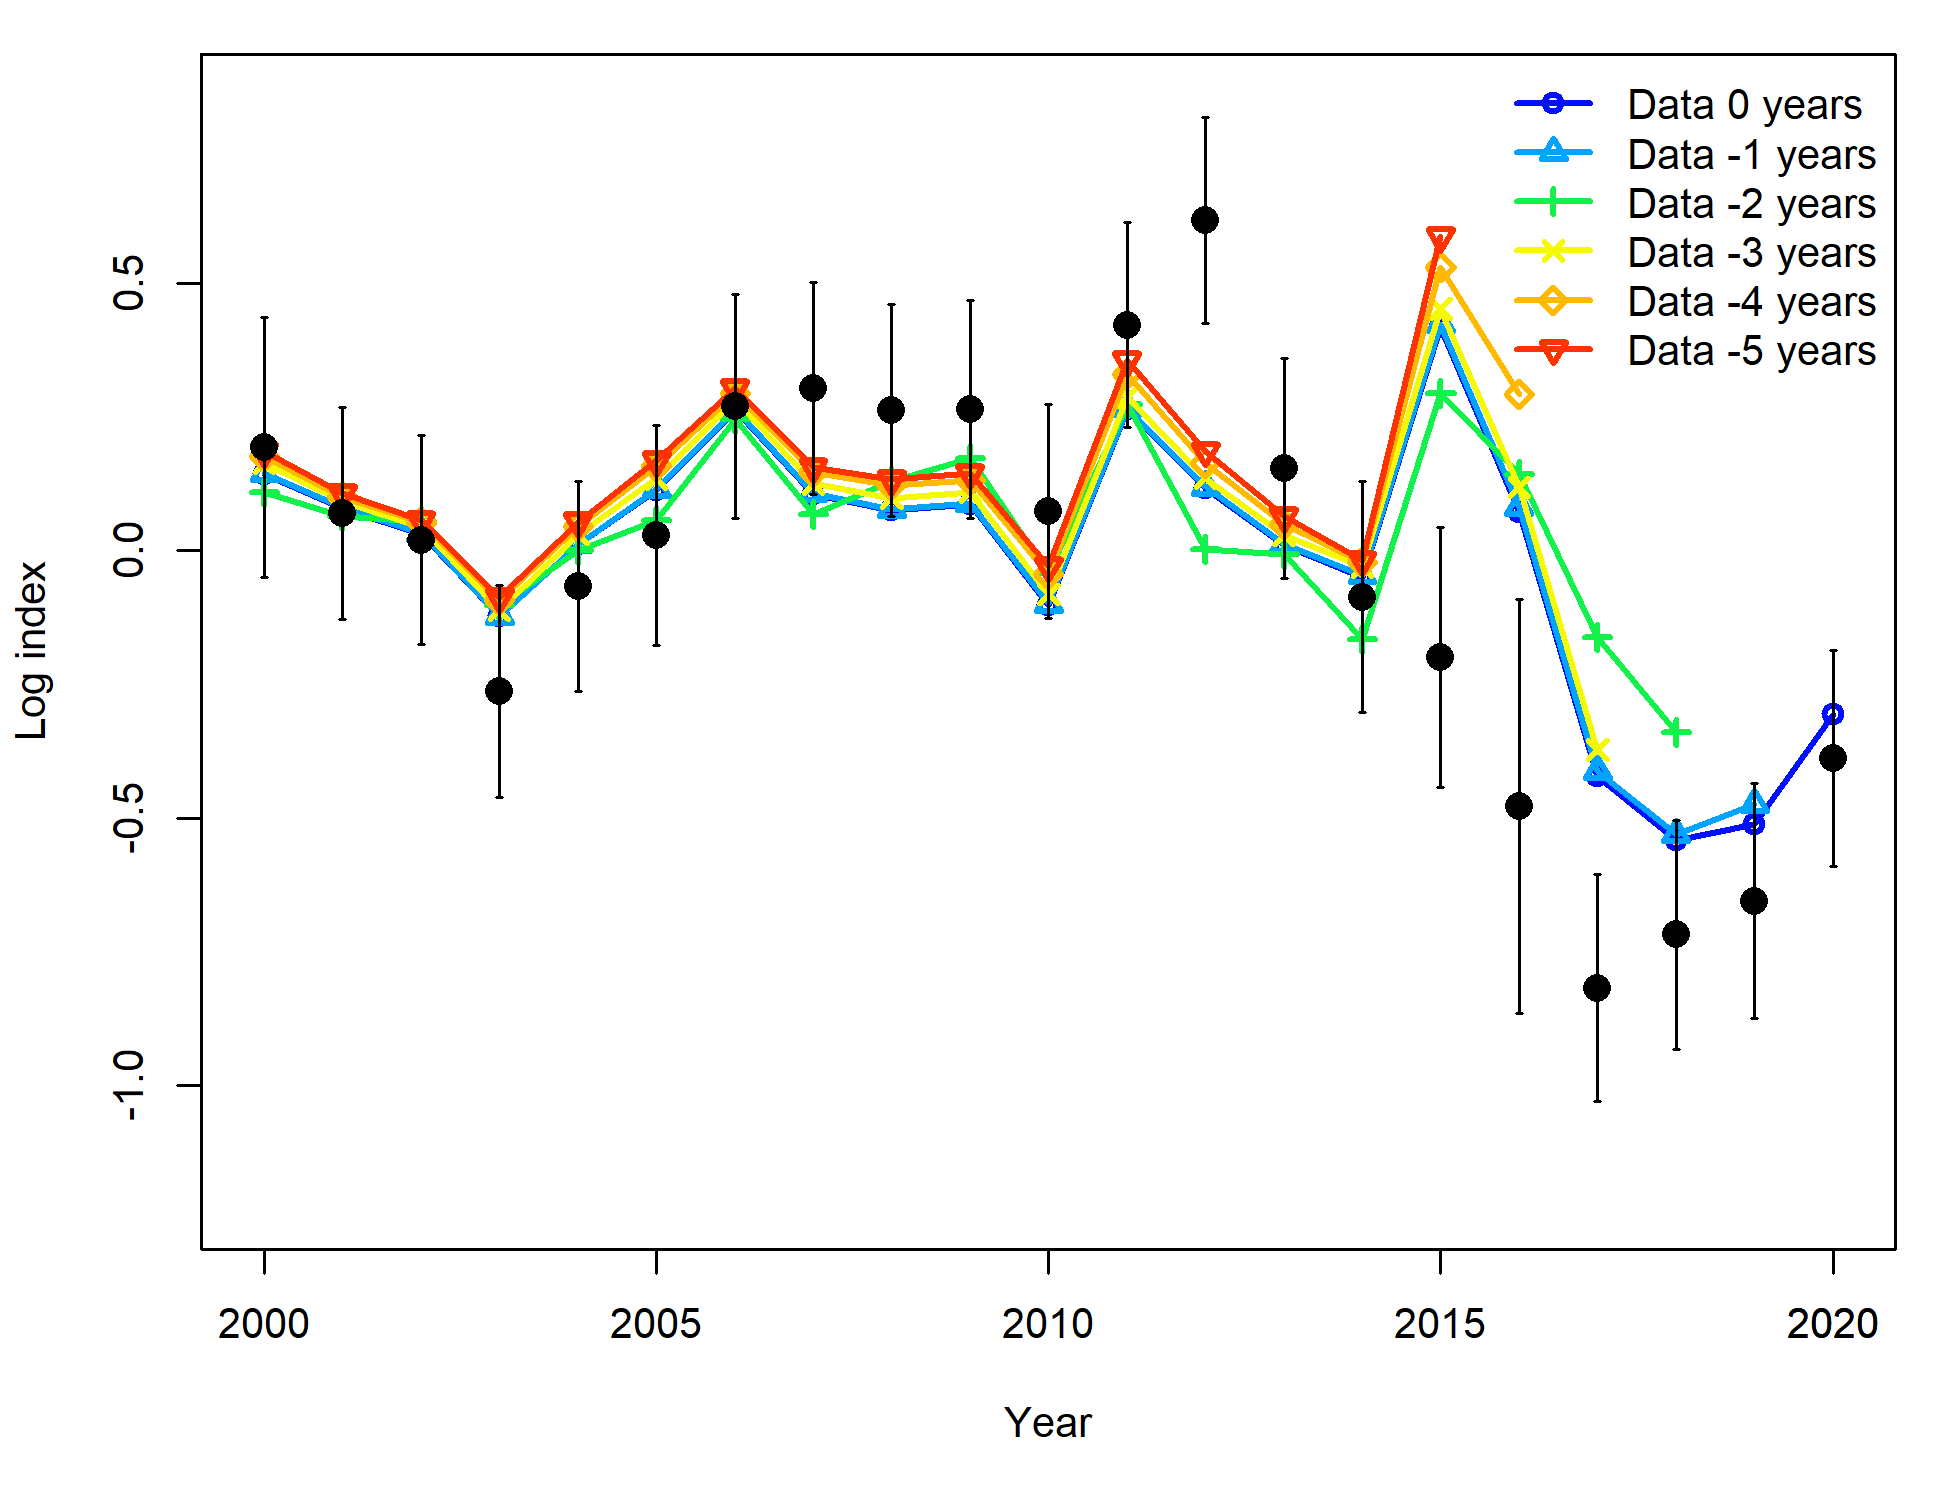 Data 0 years
Data -1 years
Data -2 years
Data -3 years
Data -4 years
Data -5 years
0.5
0.0
-0.5
-1.0
Log index
2000 2005 2010 2015 2020
Year